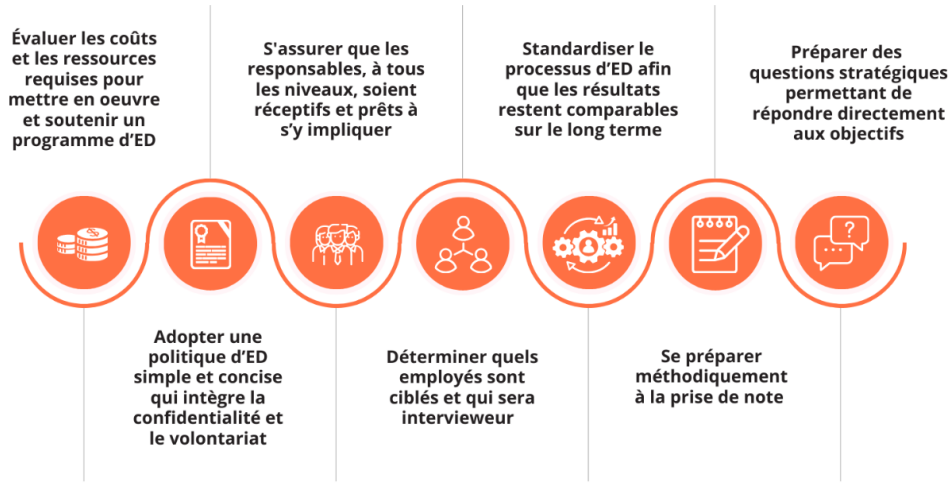 Évaluer les coûts
et les ressources
requises pour
mettre en oeuvre
et soutenir un
programme d’ED
Adopter une
politique d’ED
simple et concise
qui intègre la
confidentialité et
le volontariat
S'assurer que les
responsables, à tous
les niveaux, soient
réceptifs et prêts à
s’y impliquer
Déterminer quels
employés sont
ciblés et qui sera
intervieweur
Standardiser le
processus d’ED afin
que les résultats
restent comparables
sur le long terme
Se préparer
méthodiquement
à la prise de note
Préparer des
questions stratégiques
permettant de
répondre directement
aux objectifs
$
?